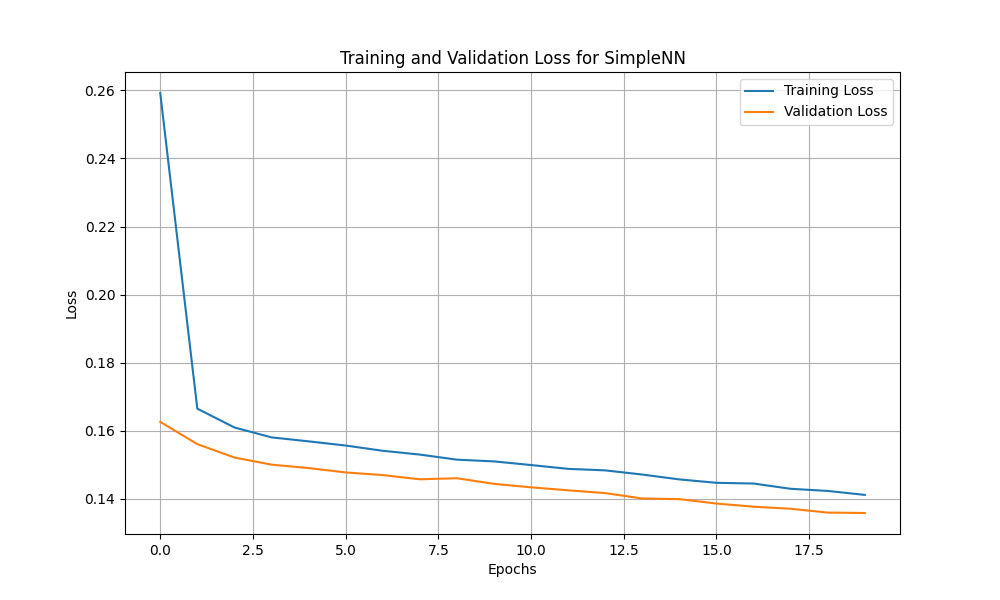 Training and Validation Loss for SimpleNN
Training Loss
Validation Loss
Loss
0.26
0.24
0.22
0.20
0.18
0.16
0.14
0.0 2.5 5.0 7.5 10.0 12.5 15.0 17.5
Epochs